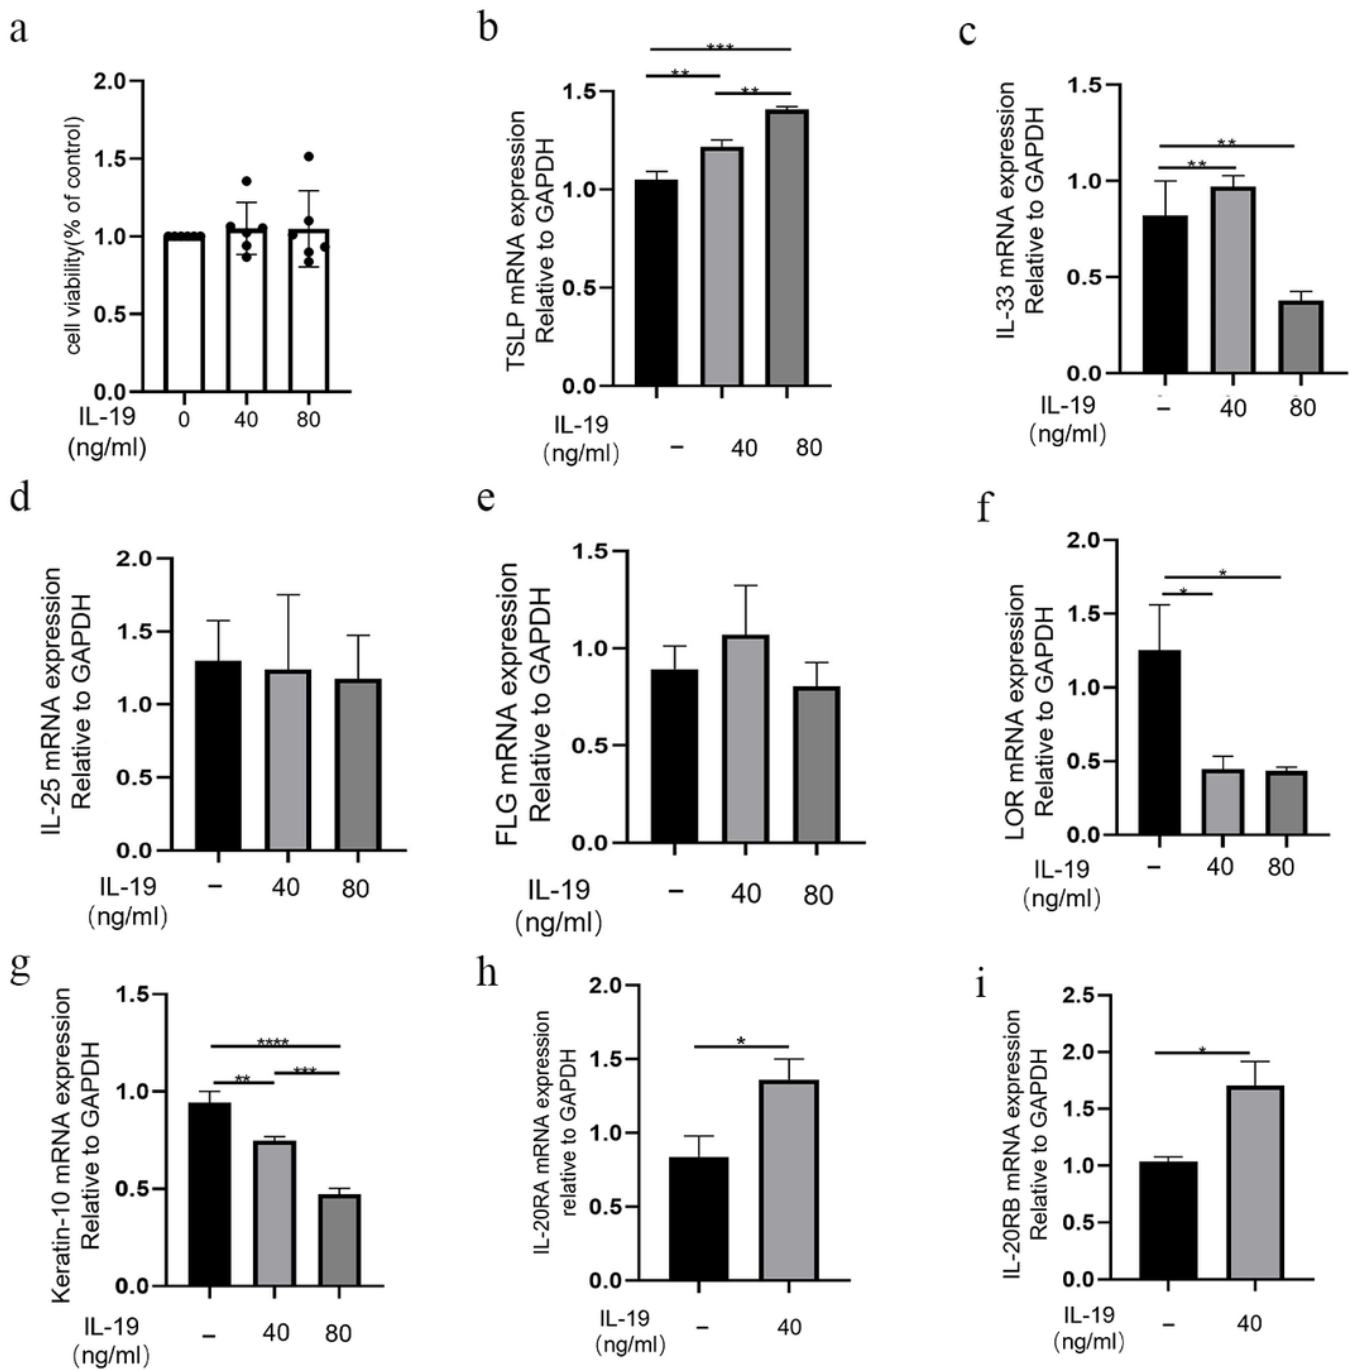 a
2.0
1.5
1.0
0.5
0.0
cell viability(% of control)
IL-19
(ng/ml)
0
40
80
b
***
**
**
1.5
1.0
0.5
0.0
TSLP mRNA expression
Relative to GAPDH
IL-19
(ng/ml)
–
40
80
c
**
**
1.5
1.0
0.5
0.0
IL-33 mRNA expression
Relative to GAPDH
IL-19
(ng/ml)
–
40
80
d
2.0
1.5
1.0
0.5
0.0
IL-25 mRNA expression
Relative to GAPDH
IL-19
(ng/ml)
–
40
80
e
1.5
1.0
0.5
0.0
FLG mRNA expression
Relative to GAPDH
IL-19
(ng/ml)
–
40
80
f
*
*
2.0
1.5
1.0
0.5
0.0
LOR mRNA expression
Relative to GAPDH
IL-19
(ng/ml)
–
40
80
g
****
**
***
1.5
1.0
0.5
0.0
Keratin-10 mRNA expression
Relative to GAPDH
IL-19
(ng/ml)
–
40
80
h
*
2.0
1.5
1.0
0.5
0.0
IL-20RA mRNA expression
relative to GAPDH
IL-19
(ng/ml)
–
40
i
*
2.5
2.0
1.5
1.0
0.5
0.0
IL-20RB mRNA expression
Relative to GAPDH
IL-19
(ng/ml)
–
40